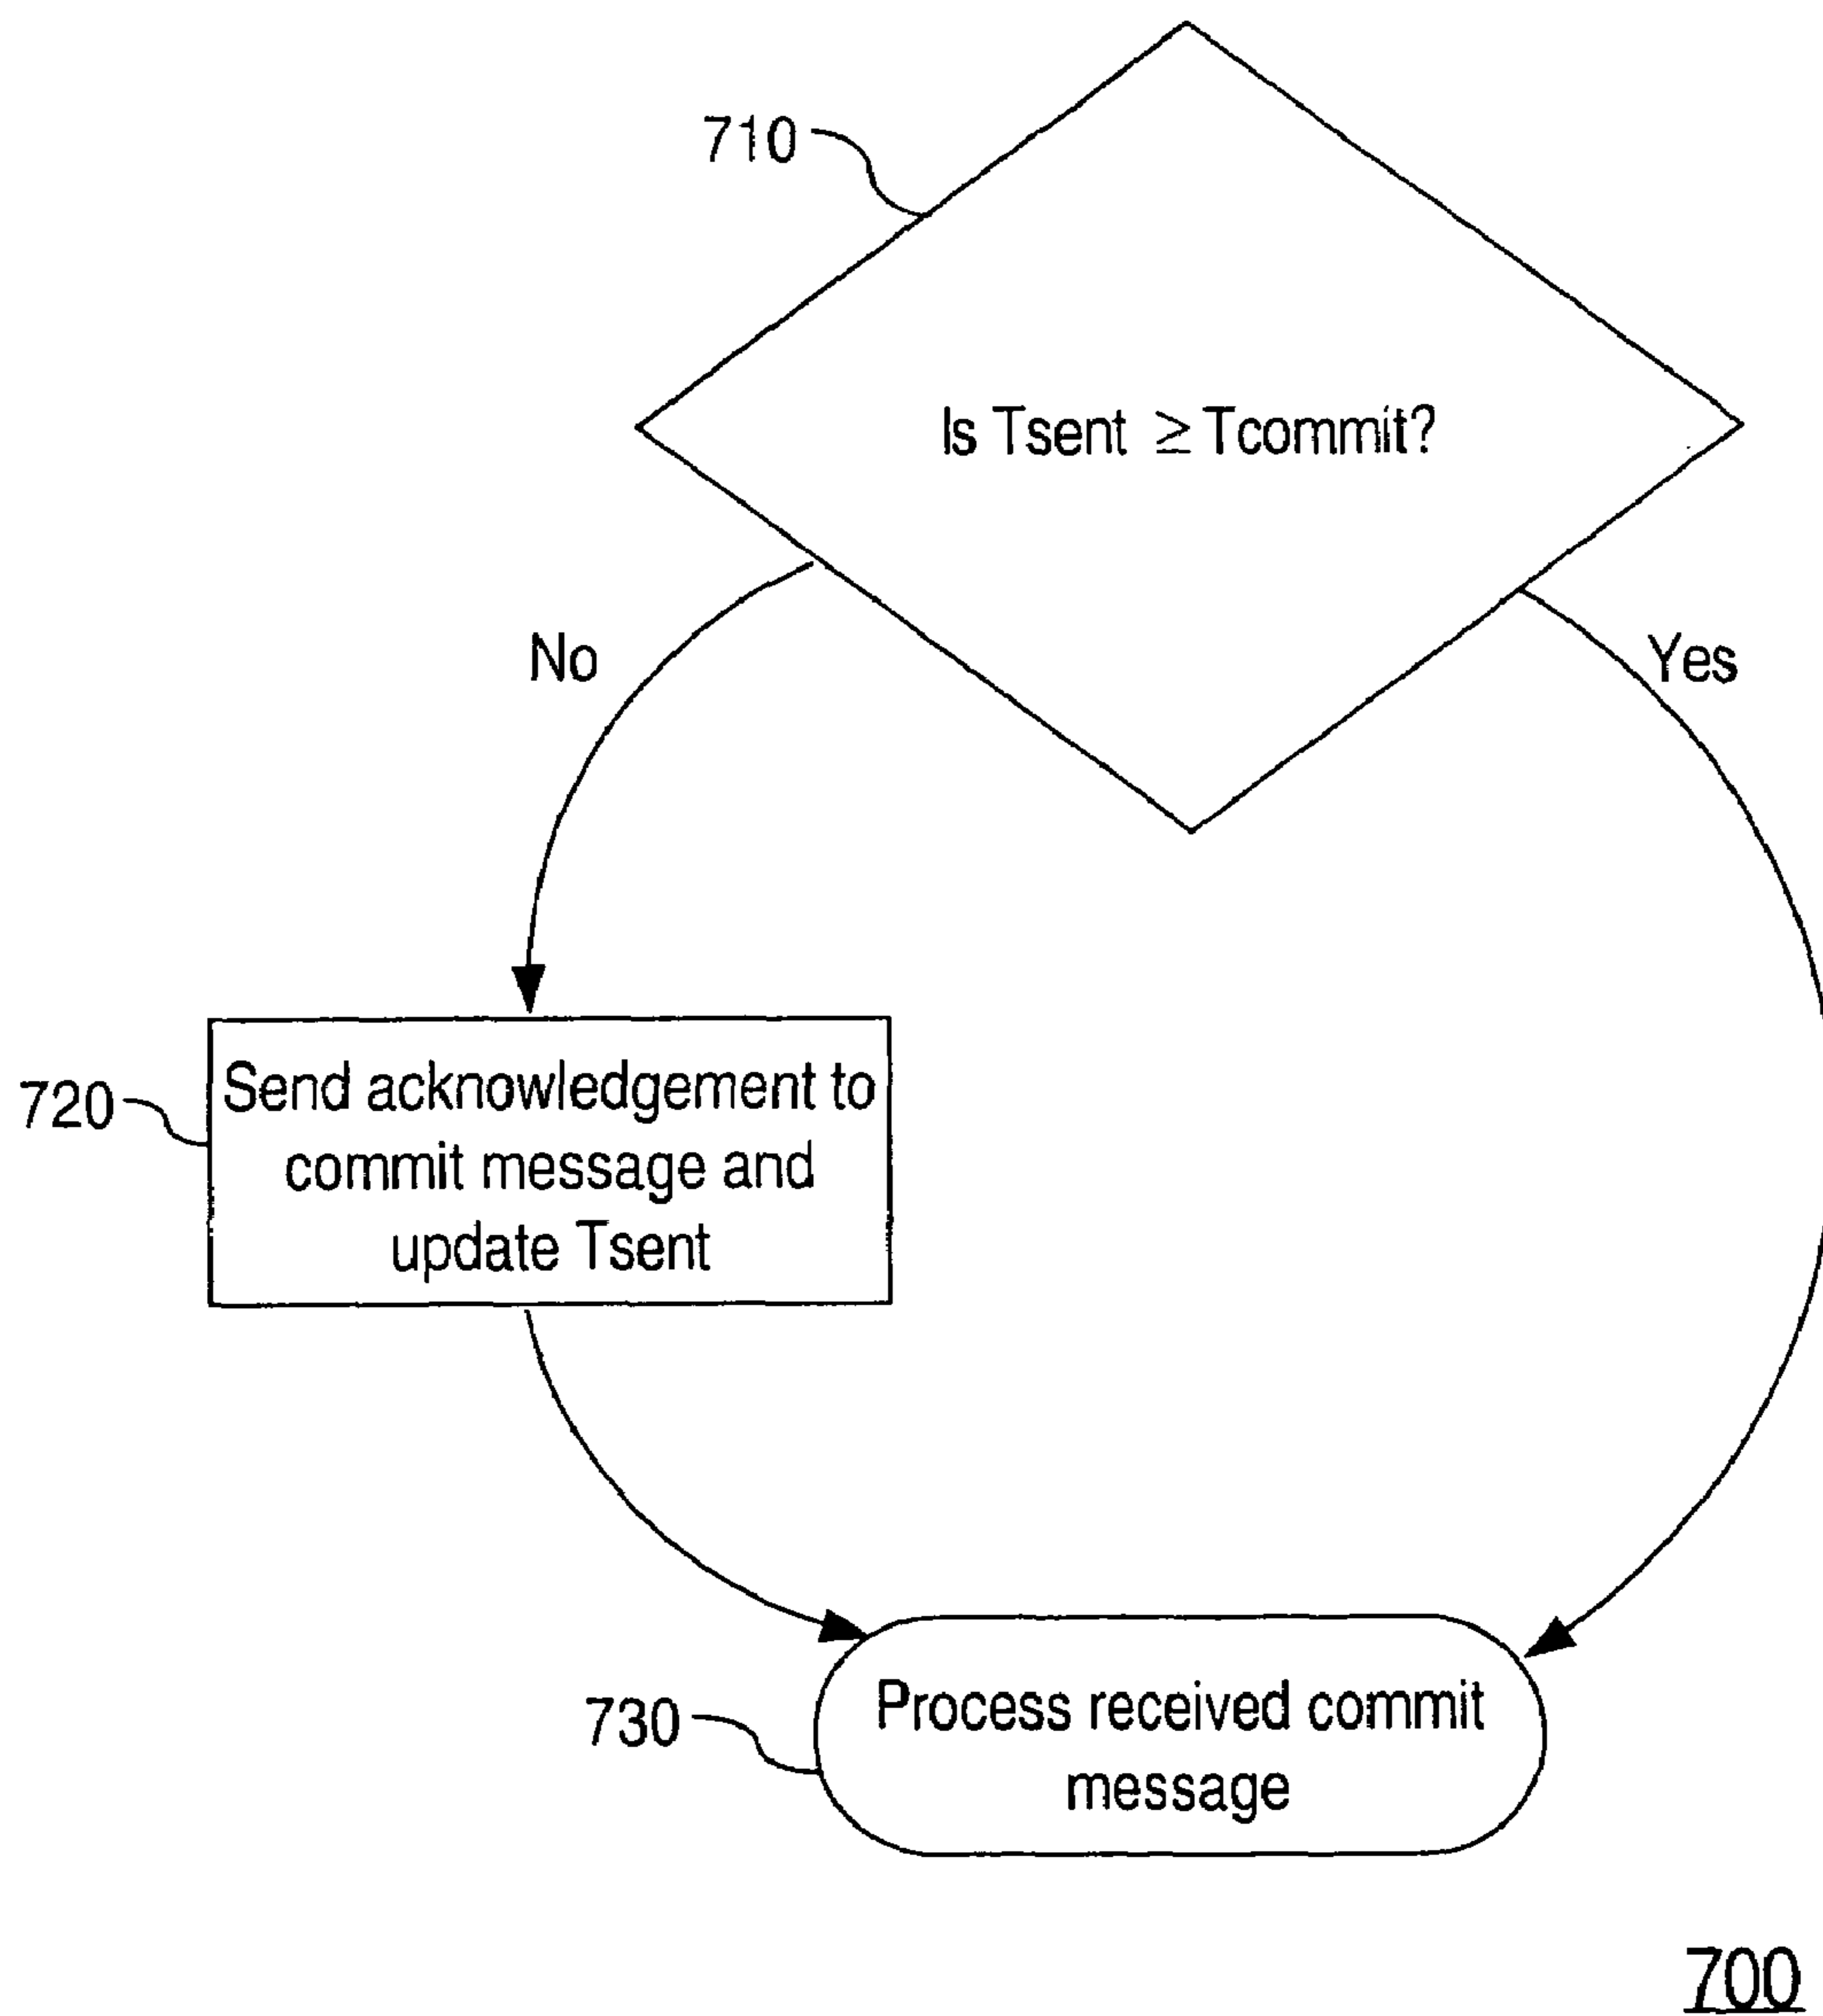 710
Is Tsent ≥ Tcommit?
No
Yes
720
Send acknowledgement to
commit message and
update Tsent
730
Process received commit
message
700